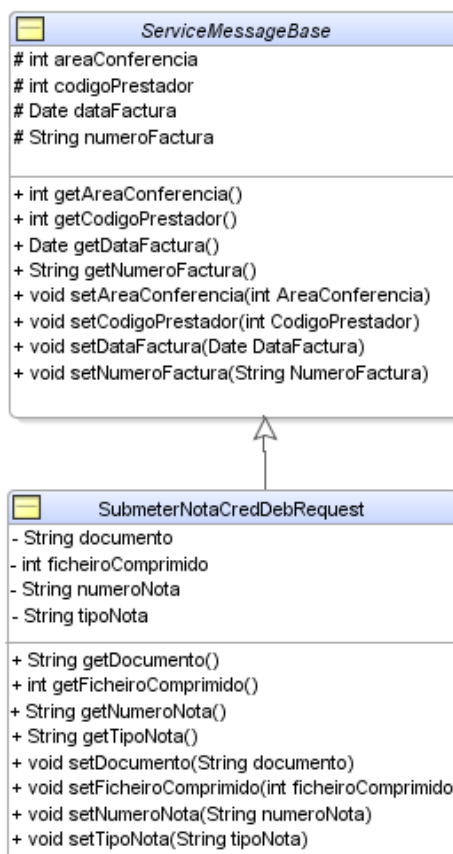 ServiceMessageBase
# int areaConferencia
# int codigoPrestador
# Date dataFactura
# String numeroFactura
+ int getAreaConferencia()
+ int getCodigoPrestador()
+ Date getDataFactura()
+ String getNumeroFactura()
+ void setAreaConferencia(int AreaConferencia)
+ void setCodigoPrestador(int CodigoPrestador)
+ void setDataFactura(Date DataFactura)
+ void setNumeroFactura(String NumeroFactura)
SubmeterNotaCredDebRequest
- String documento
- int ficheiroComprimido
- String numeroNota
- String tipoNota
+ String getDocumento()
+ int getFicheiroComprimido()
+ String getNumeroNota()
+ String getTipoNota()
+ void setDocumento(String documento)
+ void setFicheiroComprimido(int ficheiroComprimido
+ void setNumeroNota(String numeroNota)
+ void setTipoNota(String tipoNota)